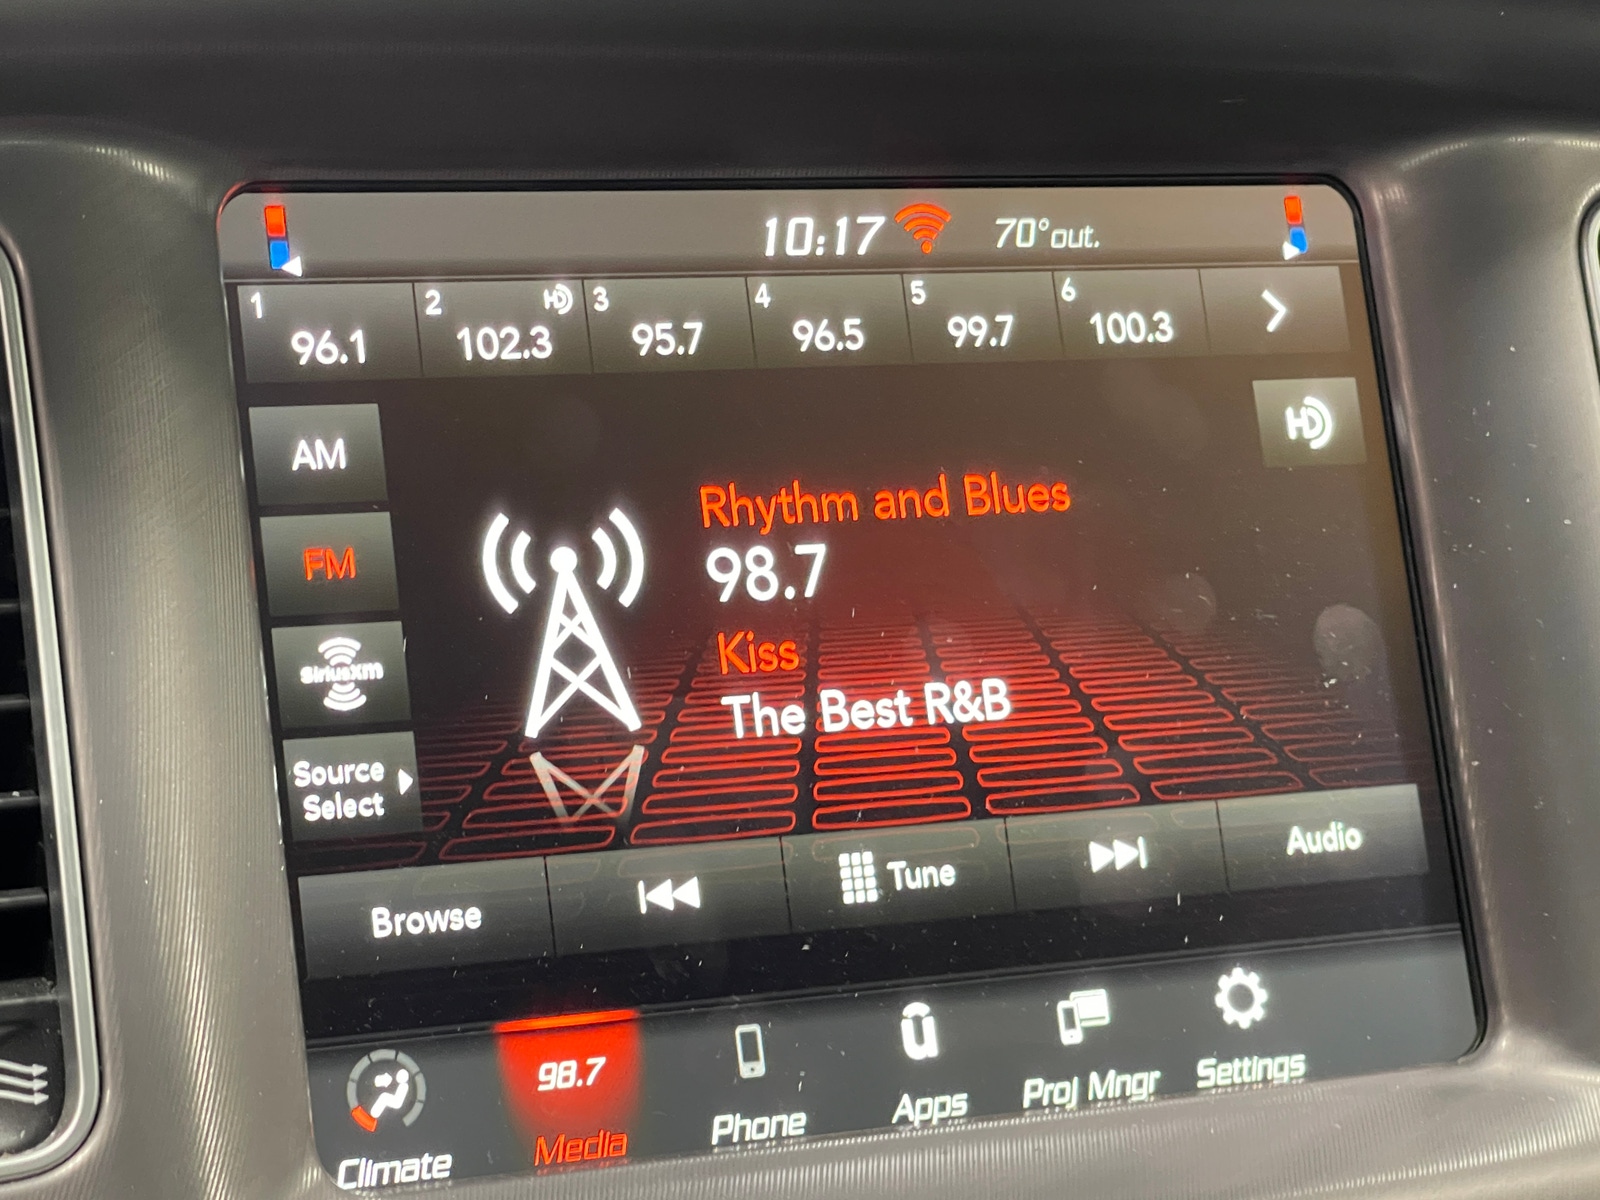 10:17 70°out.
1 2 HD 3 4 5 6
96.1 102.3 95.7 96.5 99.7 100.3
HD
AM
FM
SiriusXM
Source
Select
Rhythm and Blues
98.7
Kiss
The Best R&B
Browse Tune Audio
98.7
Climate Media Phone Apps Proj Mngr Settings